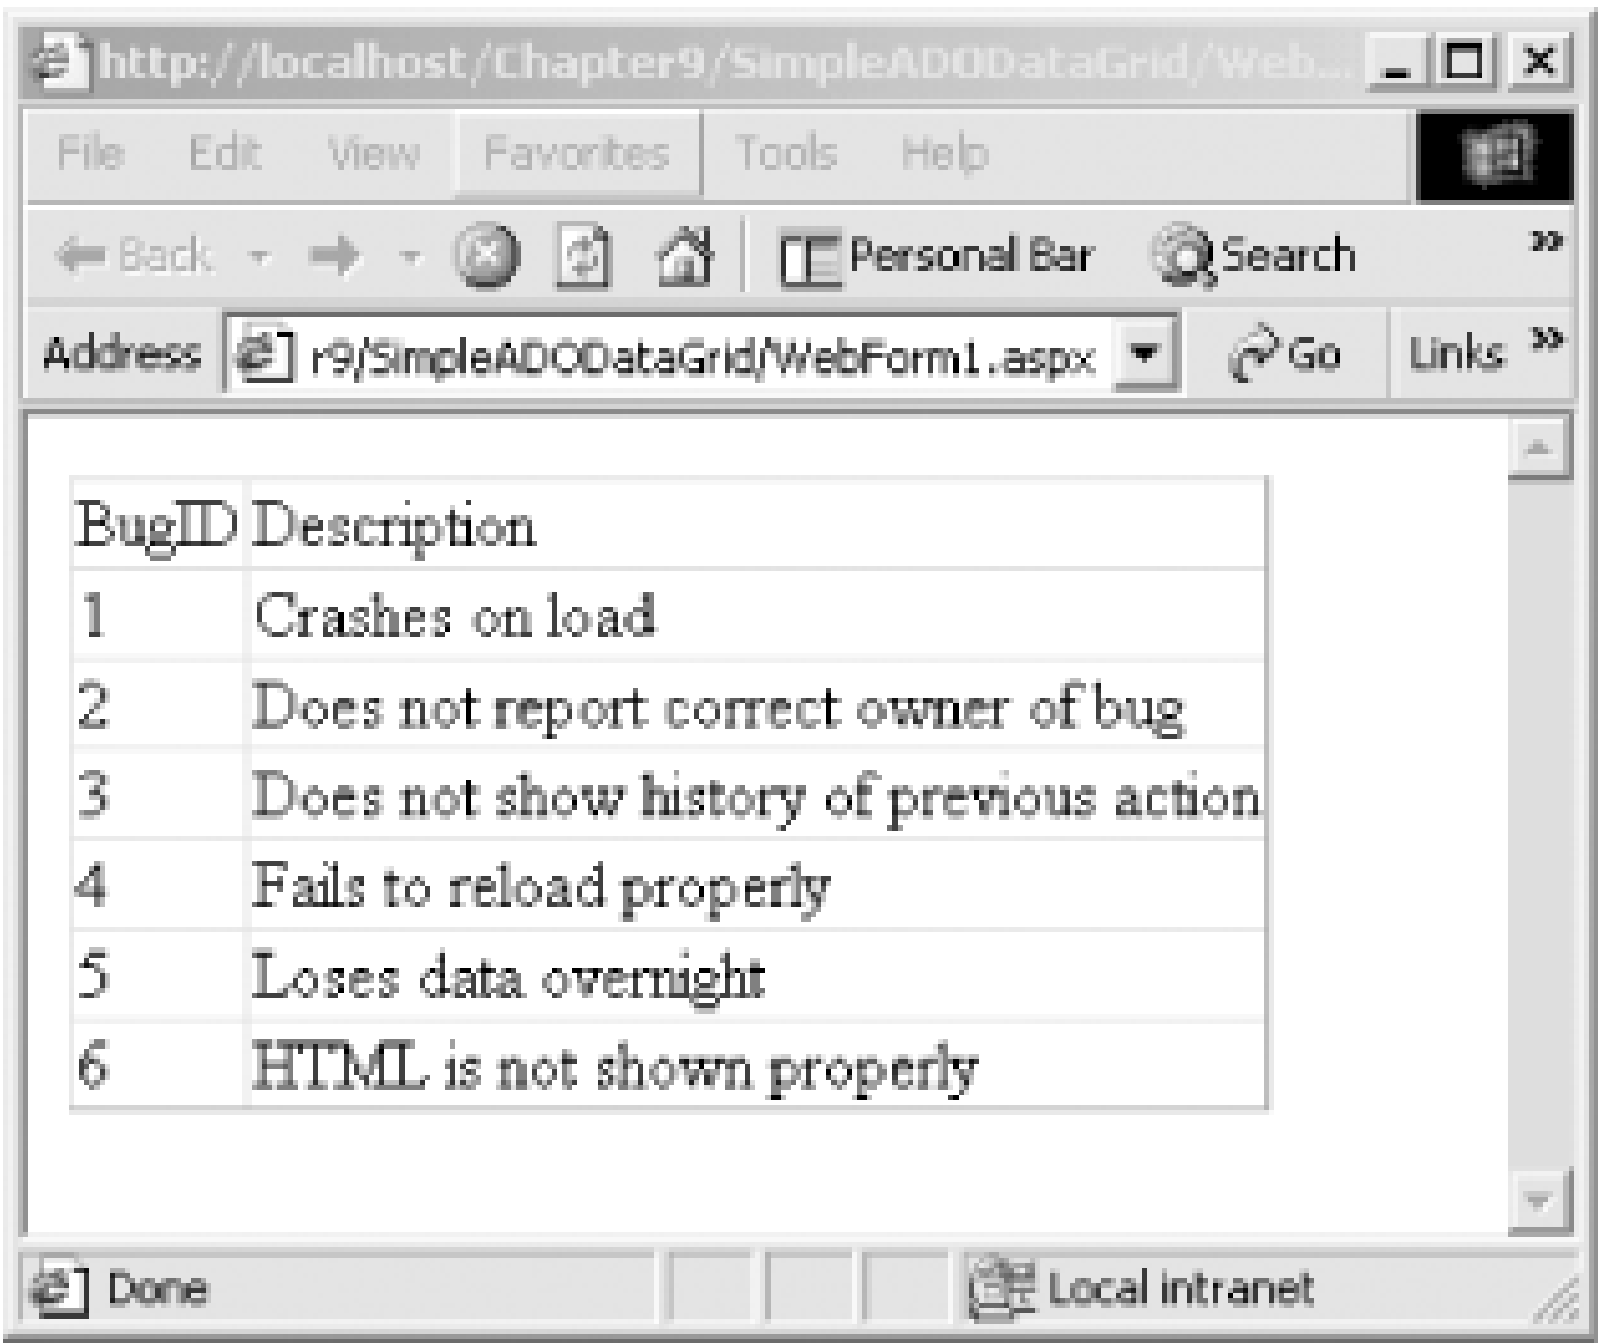 http://localhost/Chapter9/SimpleADODataGrid/Web...
File Edit View Favorites Tools Help
Back Personal Bar Search »
Address r9/SimpleADODataGrid/WebForm1.aspx Go Links »
BugID Description
1 Crashes on load
2 Does not report correct owner of bug
3 Does not show history of previous action
4 Fails to reload properly
5 Loses data overnight
6 HTML is not shown properly
Done Local intranet